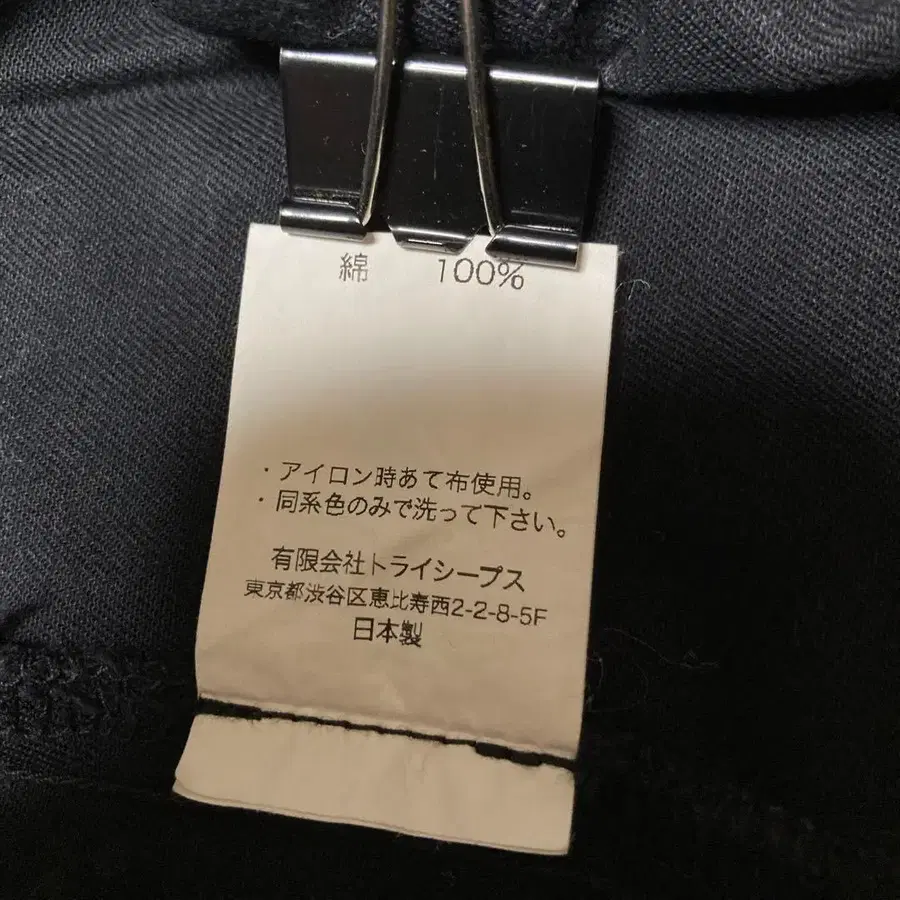 綿 100%
・アイロン時あて布使用。
・同系色のみで洗って下さい。
有限会社トライシープス
東京都渋谷区恵比寿西2-2-8-5F
日本製